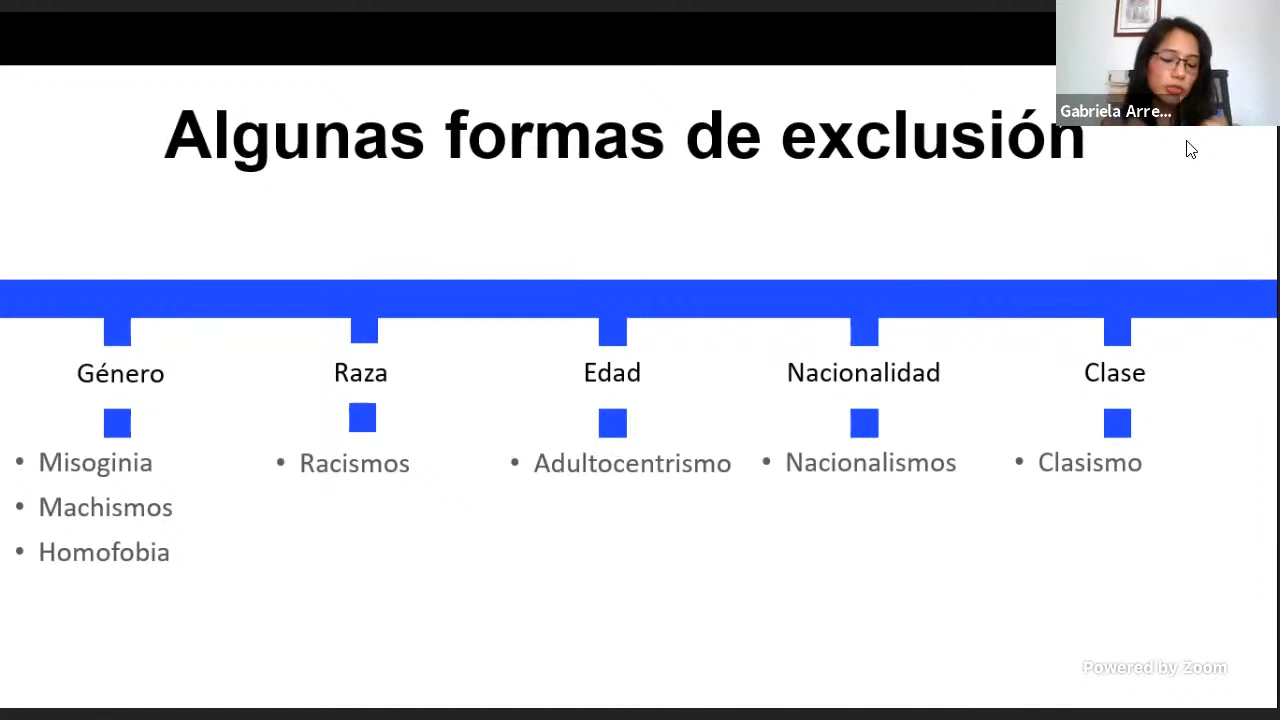 Gabriela Arre...
Algunas formas de exclusión
Género
Raza
Edad
Nacionalidad
Clase
• Misoginia
• Machismos
• Homofobia
• Racismos
• Adultocentrismo
• Nacionalismos
• Clasismo
Powered by Zoom